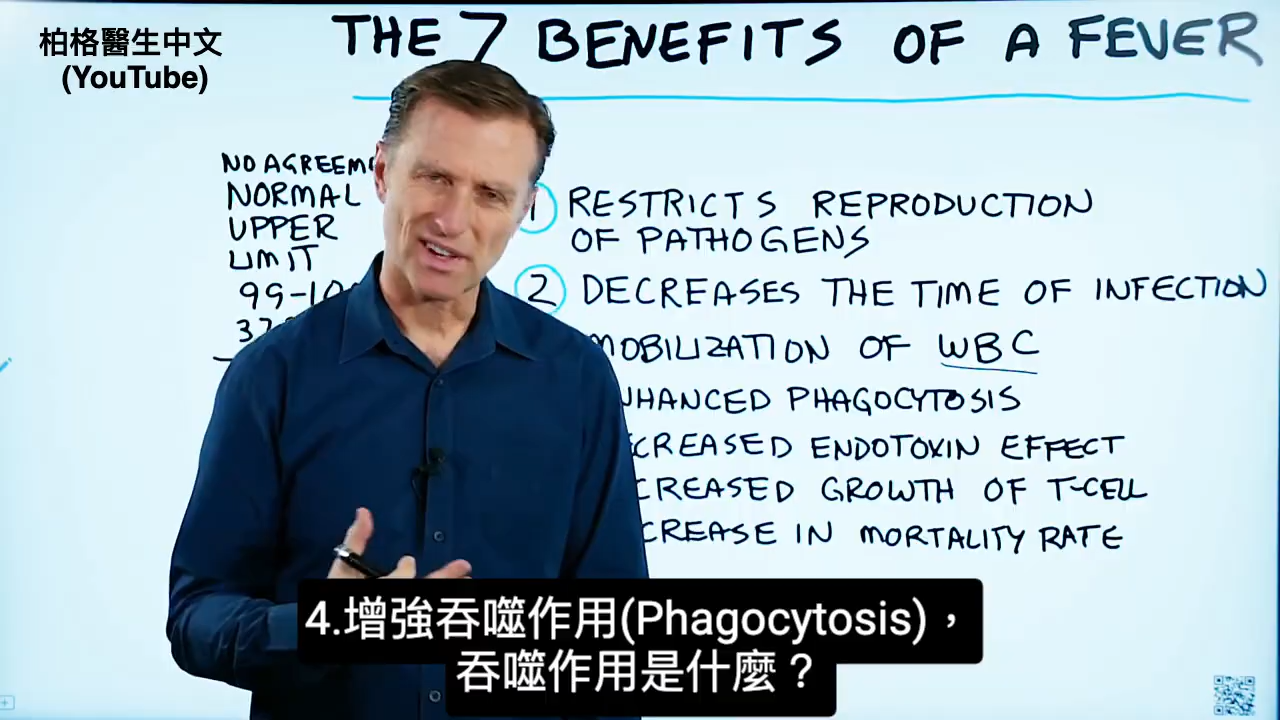 柏格醫生中文
(YouTube)
THE 7 BENEFITS OF A FEVER
NO AGREEM
NORMAL
UPPER
LIMIT
99-10
37
1 RESTRICTS REPRODUCTION
OF PATHOGENS
2 DECREASES THE TIME OF INFECTION
MOBILIZATION OF WBC
NHANCED PHAGOCYTOSIS
CREASED ENDOTOXIN EFFECT
CREASED GROWTH OF T-CELL
CREASE IN MORTALITY RATE
4.增強吞噬作用(Phagocytosis)，
吞噬作用是什麼？